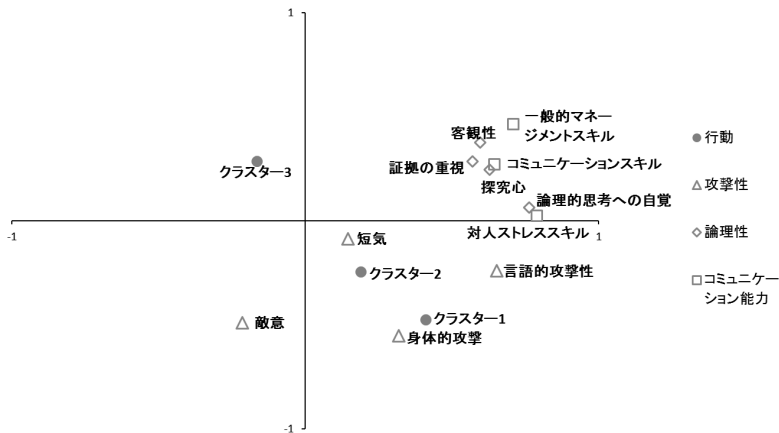 1
一般的マネー
ジメントスキル
客観性
行動
コミュニケーションスキル
証拠の重視
クラスター3
探究心
攻撃性
論理的思考への自覚
-1
対人ストレススキル
1
短気
論理性
クラスター2
言語的攻撃性
コミュニケー
ション能力
敵意
クラスター1
身体的攻撃
-1